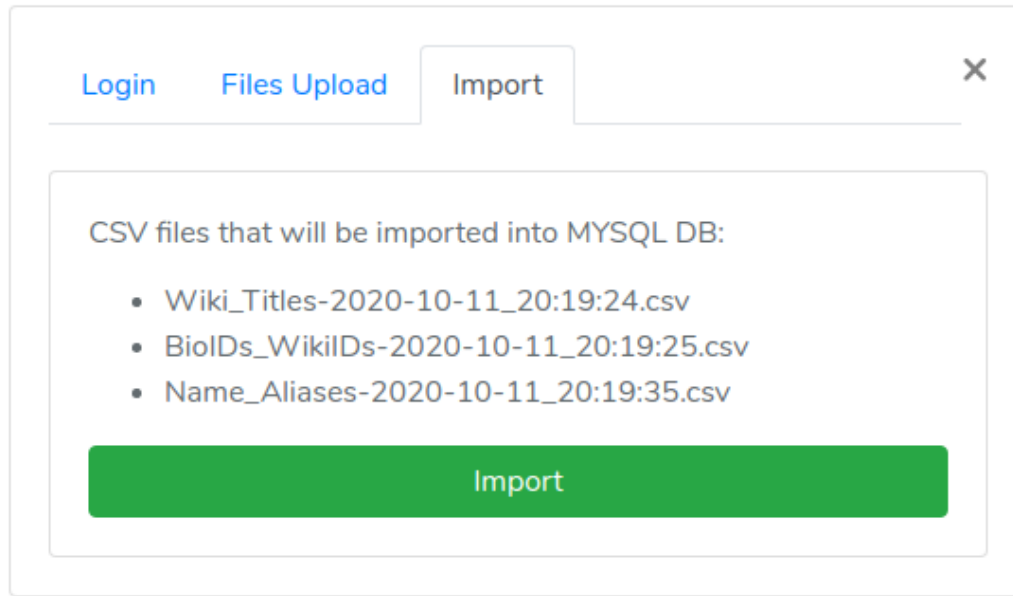 Login Files Upload Import ×
CSV files that will be imported into MYSQL DB:
• Wiki_Titles-2020-10-11_20:19:24.csv
• BioIDs_WikiIDs-2020-10-11_20:19:25.csv
• Name_Aliases-2020-10-11_20:19:35.csv
Import